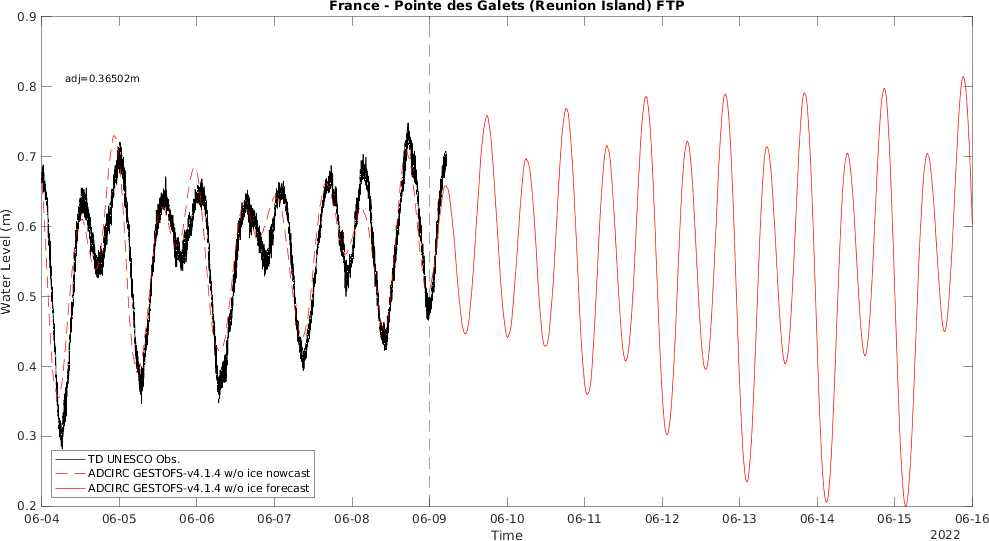 France - Pointe des Galets (Reunion Island) FTP
Water Level (m)
0.9
0.8
0.7
0.6
0.5
0.4
0.3
0.2
adj=0.36502m
TD UNESCO Obs.
ADCIRC GESTOFS-v4.1.4 w/o ice nowcast
ADCIRC GESTOFS-v4.1.4 w/o ice forecast
06-04 06-05 06-06 06-07 06-08 06-09 06-10 06-11 06-12 06-13 06-14 06-15 06-16
Time
2022